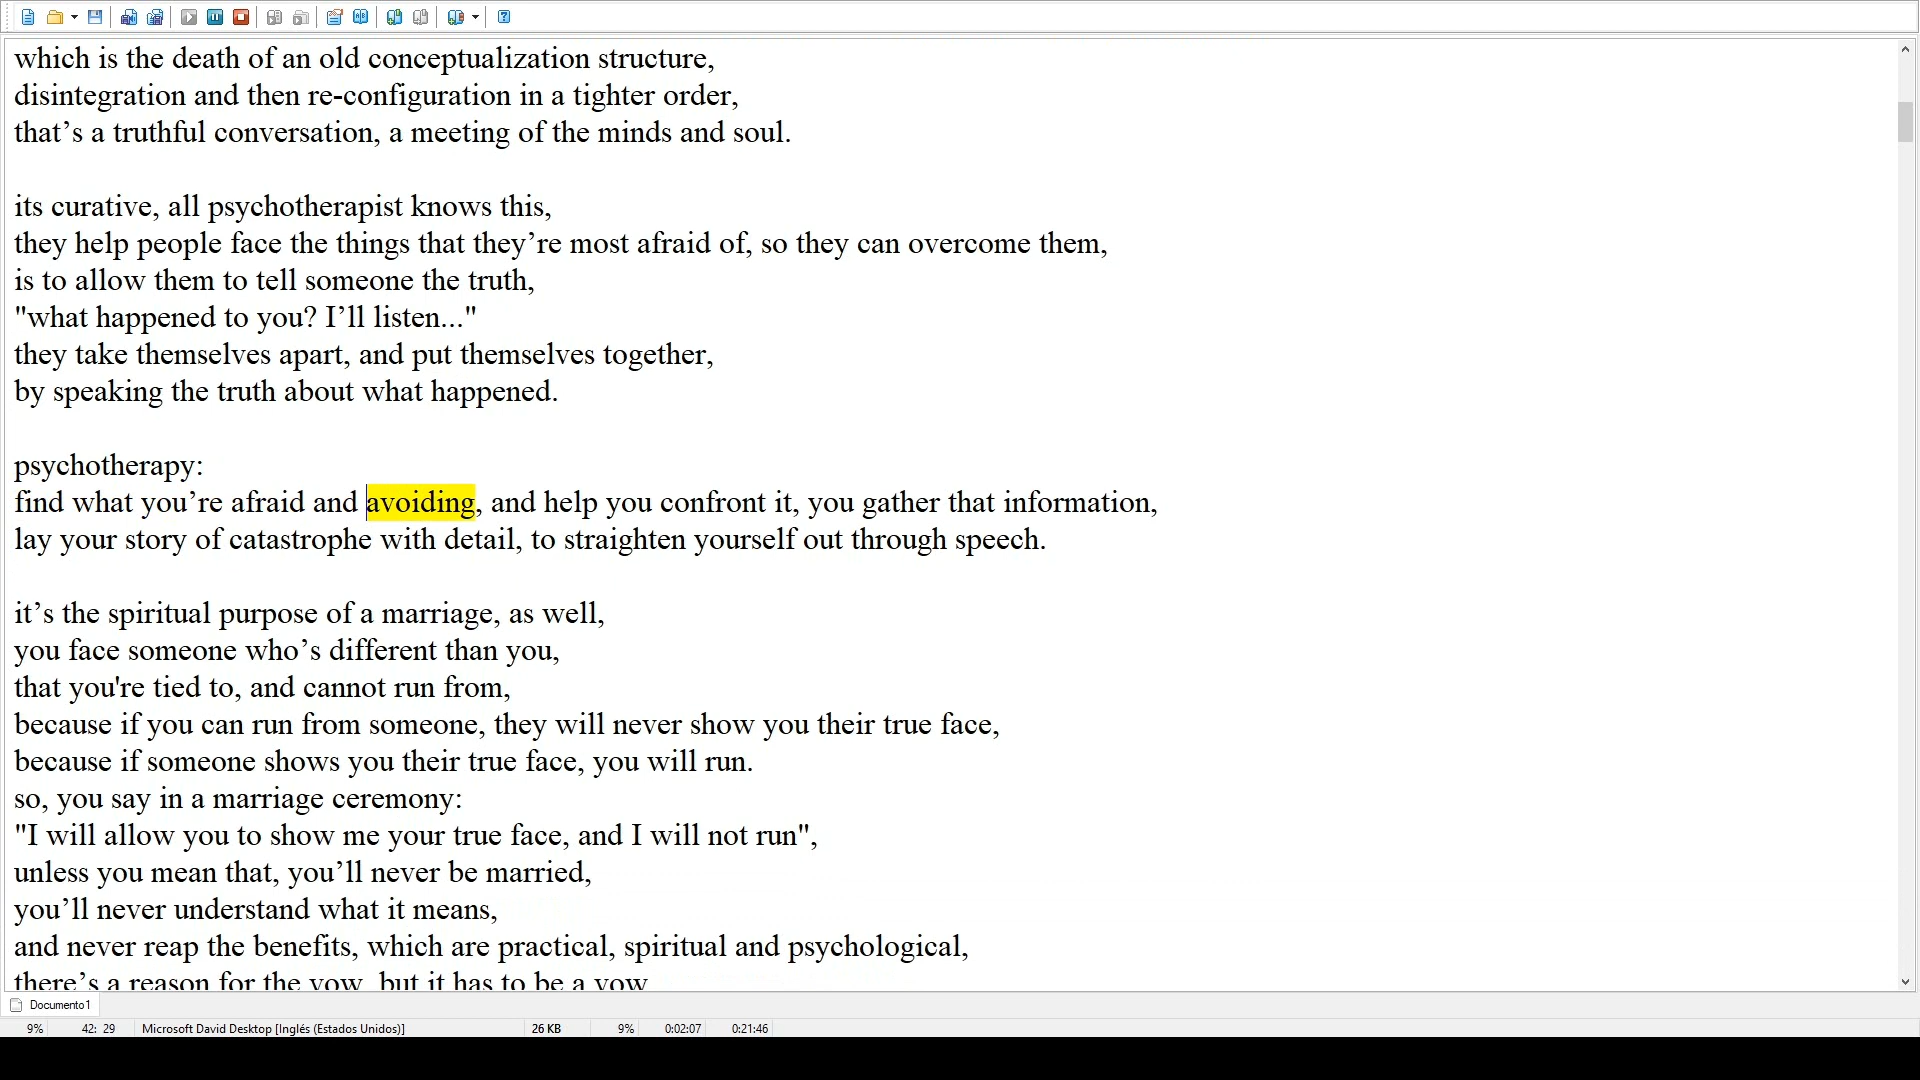 which is the death of an old conceptualization structure,
disintegration and then re-configuration in a tighter order,
that’s a truthful conversation, a meeting of the minds and soul.
its curative, all psychotherapist knows this,
they help people face the things that they’re most afraid of, so they can overcome them,
is to allow them to tell someone the truth,
"what happened to you? I’ll listen..."
they take themselves apart, and put themselves together,
by speaking the truth about what happened.
psychotherapy:
find what you’re afraid and avoiding, and help you confront it, you gather that information,
lay your story of catastrophe with detail, to straighten yourself out through speech.
it’s the spiritual purpose of a marriage, as well,
you face someone who’s different than you,
that you're tied to, and cannot run from,
because if you can run from someone, they will never show you their true face,
because if someone shows you their true face, you will run.
so, you say in a marriage ceremony:
"I will allow you to show me your true face, and I will not run",
unless you mean that, you’ll never be married,
you’ll never understand what it means,
and never reap the benefits, which are practical, spiritual and psychological,
there’s a reason for the vow, but it has to be a vow
Documento1
9% 42: 29 Microsoft David Desktop [Inglés (Estados Unidos)] 26 KB 9% 0:02:07 0:21:46